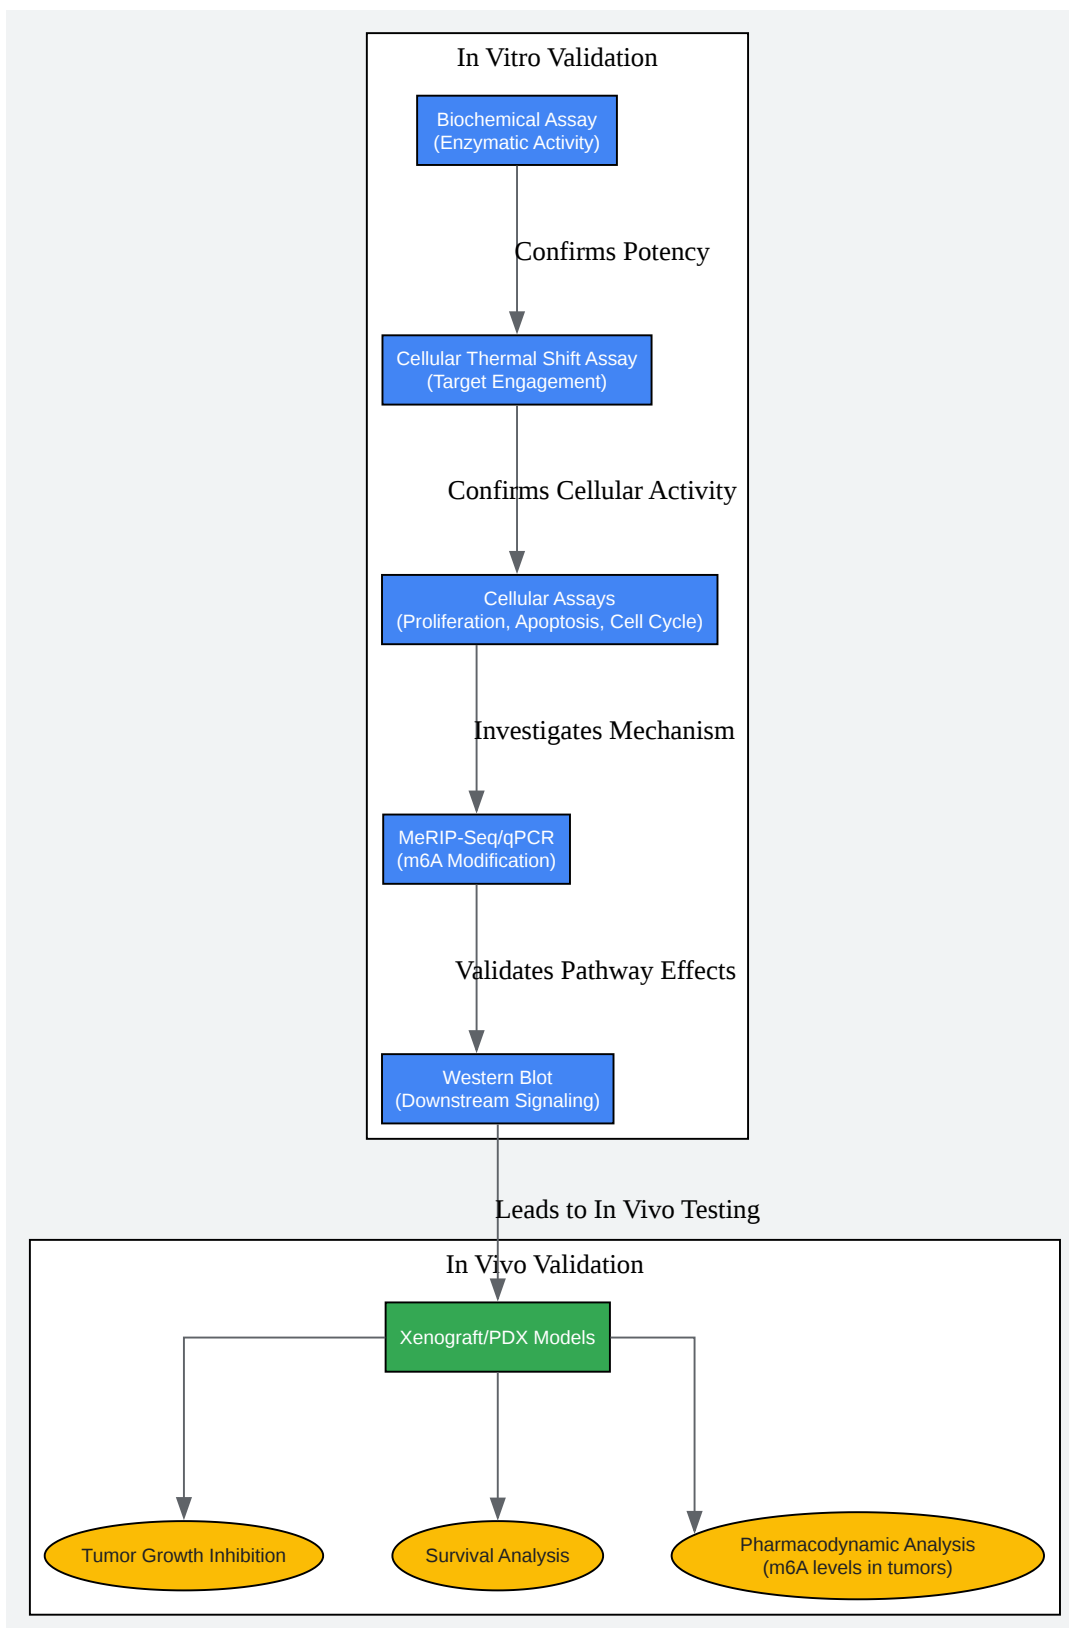 In Vitro Validation
Biochemical Assay
(Enzymatic Activity)
Confirms Potency
Cellular Thermal Shift Assay
(Target Engagement)
Confirms Cellular Activity
Cellular Assays
(Proliferation, Apoptosis, Cell Cycle)
Investigates Mechanism
MeRIP-Seq/qPCR
(m6A Modification)
Validates Pathway Effects
Western Blot
(Downstream Signaling)
Leads to In Vivo Testing
In Vivo Validation
Xenograft/PDX Models
Tumor Growth Inhibition
Survival Analysis
Pharmacodynamic Analysis
(m6A levels in tumors)